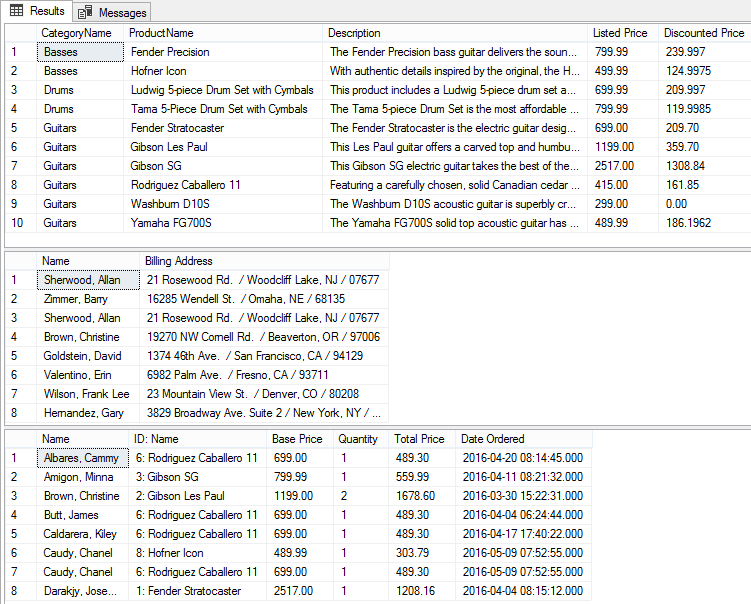 Results Messages
CategoryName ProductName Description Listed Price Discounted Price
1 Basses Fender Precision The Fender Precision bass guitar delivers the soun... 799.99 239.997
2 Basses Hofner Icon With authentic details inspired by the original, the H... 499.99 124.9975
3 Drums Ludwig 5-piece Drum Set with Cymbals This product includes a Ludwig 5-piece drum set a... 699.99 209.997
4 Drums Tama 5-Piece Drum Set with Cymbals The Tama 5-piece Drum Set is the most affordable ... 799.99 119.9985
5 Guitars Fender Stratocaster The Fender Stratocaster is the electric guitar desig... 699.00 209.70
6 Guitars Gibson Les Paul This Les Paul guitar offers a carved top and humbu... 1199.00 359.70
7 Guitars Gibson SG This Gibson SG electric guitar takes the best of the... 2517.00 1308.84
8 Guitars Rodriguez Caballero 11 Featuring a carefully chosen, solid Canadian cedar ... 415.00 161.85
9 Guitars Washburn D10S The Washburn D10S acoustic guitar is superbly cr... 299.00 0.00
10 Guitars Yamaha FG700S The Yamaha FG700S solid top acoustic guitar has ... 489.99 186.1962
Name Billing Address
1 Sherwood, Allan 21 Rosewood Rd. / Woodcliff Lake, NJ / 07677
2 Zimmer, Barry 16285 Wendell St. / Omaha, NE / 68135
3 Sherwood, Allan 21 Rosewood Rd. / Woodcliff Lake, NJ / 07677
4 Brown, Christine 19270 NW Cornell Rd. / Beaverton, OR / 97006
5 Goldstein, David 1374 46th Ave. / San Francisco, CA / 94129
6 Valentino, Erin 6982 Palm Ave. / Fresno, CA / 93711
7 Wilson, Frank Lee 23 Mountain View St. / Denver, CO / 80208
8 Hernandez, Gary 3829 Broadway Ave. Suite 2 / New York, NY / ...
Name ID: Name Base Price Quantity Total Price Date Ordered
1 Albares, Cammy 6: Rodriguez Caballero 11 699.00 1 489.30 2016-04-20 08:14:45.000
2 Amigon, Minna 3: Gibson SG 799.99 1 559.99 2016-04-11 08:21:32.000
3 Brown, Christine 2: Gibson Les Paul 1199.00 2 1678.60 2016-03-30 15:22:31.000
4 Butt, James 6: Rodriguez Caballero 11 699.00 1 489.30 2016-04-04 06:24:44.000
5 Caldarera, Kiley 6: Rodriguez Caballero 11 699.00 1 489.30 2016-04-17 17:40:22.000
6 Caudy, Chanel 8: Hofner Icon 489.99 1 303.79 2016-05-09 07:52:55.000
7 Caudy, Chanel 6: Rodriguez Caballero 11 699.00 1 489.30 2016-05-09 07:52:55.000
8 Darakjy, Jose... 1: Fender Stratocaster 2517.00 1 1208.16 2016-04-04 08:15:12.000